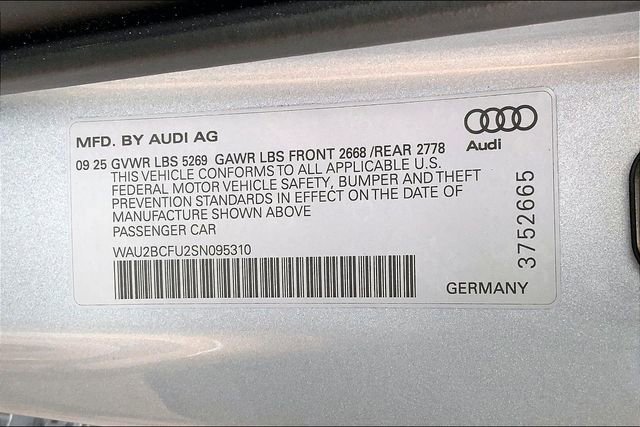 MFD. BY AUDI AG
Audi
09 25 GVWR LBS 5269 GAWR LBS FRONT 2668 /REAR 2778
THIS VEHICLE CONFORMS TO ALL APPLICABLE U.S.
FEDERAL MOTOR VEHICLE SAFETY, BUMPER AND THEFT
PREVENTION STANDARDS IN EFFECT ON THE DATE OF
MANUFACTURE SHOWN ABOVE
PASSENGER CAR
WAU2BCFU2SN095310
3752665
GERMANY